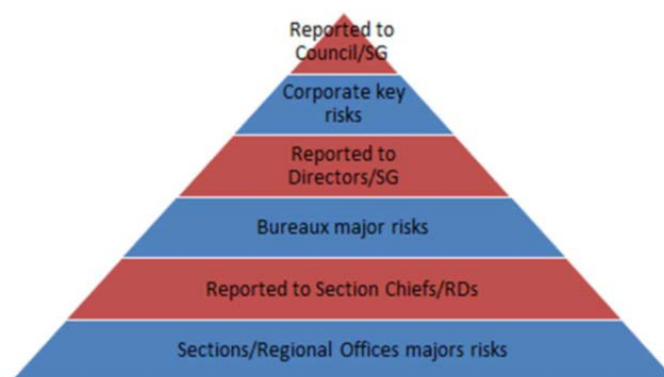 Reported to
Council/SG
Corporate key
risks
Reported to
Directors/SG
Bureaux major risks
Reported to Section Chiefs/RDs
Sections/Regional Offices majors risks